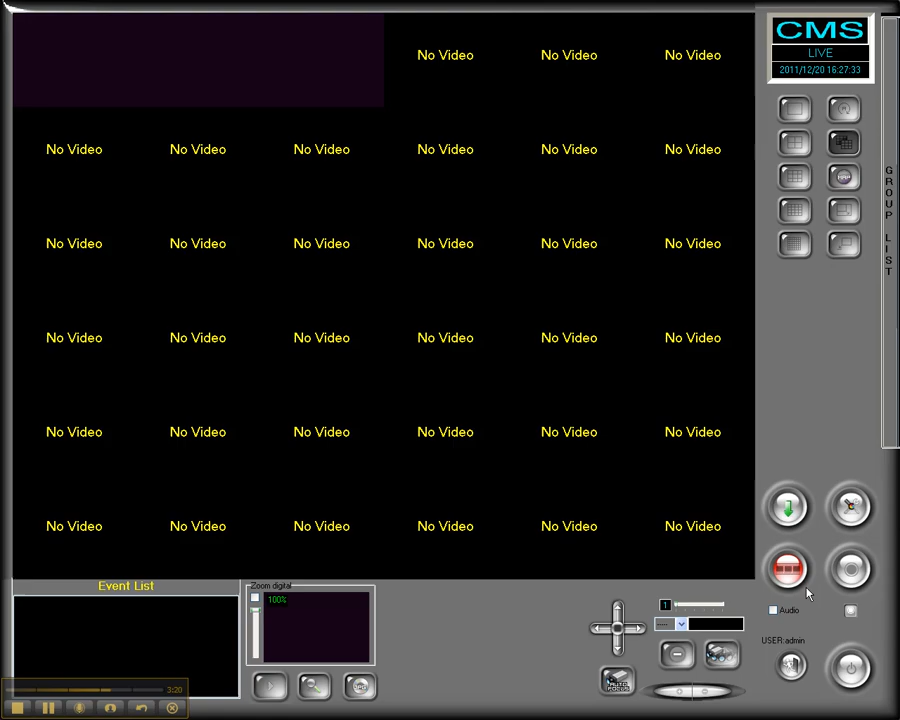 CMS
LIVE
2011/12/20 16:27:33
No Video No Video No Video
No Video No Video No Video No Video No Video No Video
No Video No Video No Video No Video No Video No Video
No Video No Video No Video No Video No Video No Video
No Video No Video No Video No Video No Video No Video
No Video No Video No Video No Video No Video No Video
GROUP LIST
Event List
Zoom digital
100%
1
-----
Audio
USER:admin
AUTO FOCUS
3:20